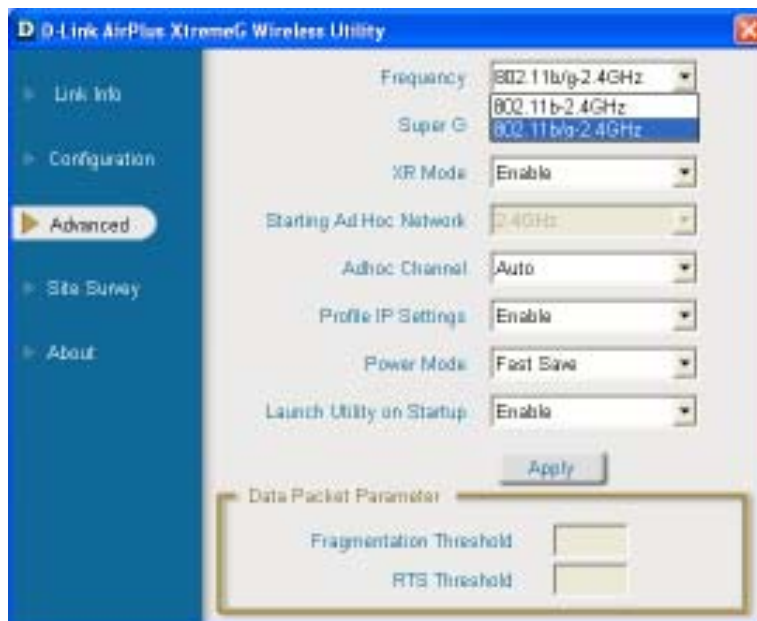 D D-Link AirPlus XtremeG Wireless Utility
Link Info
Configuration
Advanced
Site Survey
About
Frequency 802.11b/g-2.4GHz
802.11b-2.4GHz
802.11b/g-2.4GHz
Super G
XR Mode Enable
Starting Ad Hoc Network 2.4GHz
Adhoc Channel Auto
Profile IP Settings Enable
Power Mode Fast Save
Launch Utility on Startup Enable
Apply
Data Packet Parameter
Fragmentation Threshold
RTS Threshold